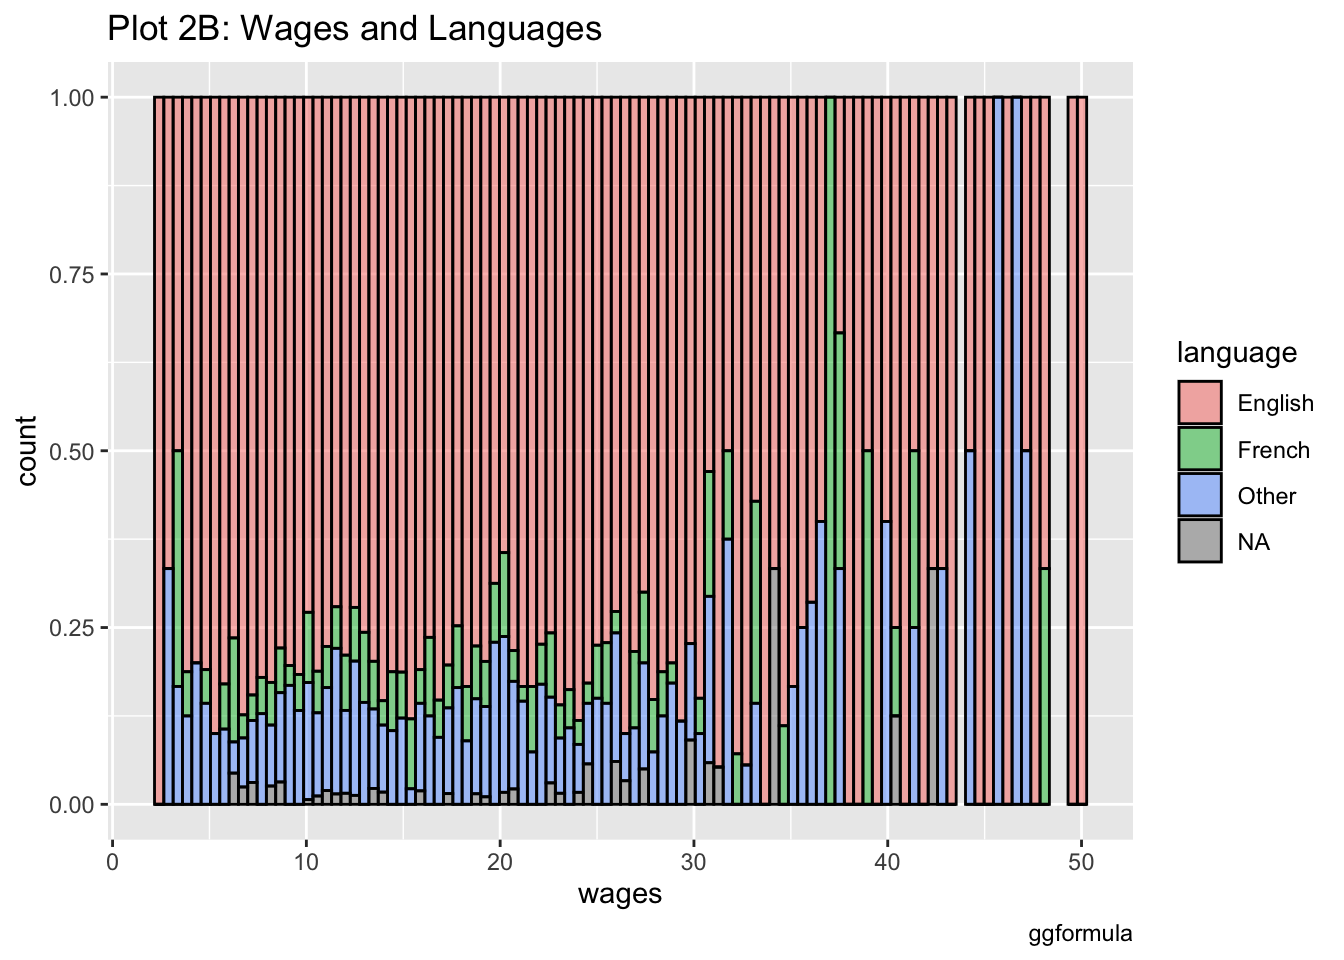 Plot 2B: Wages and Languages
1.00
0.75
0.50
0.25
0.00
count
0 10 20 30 40 50
wages
language
English
French
Other
NA
ggformula